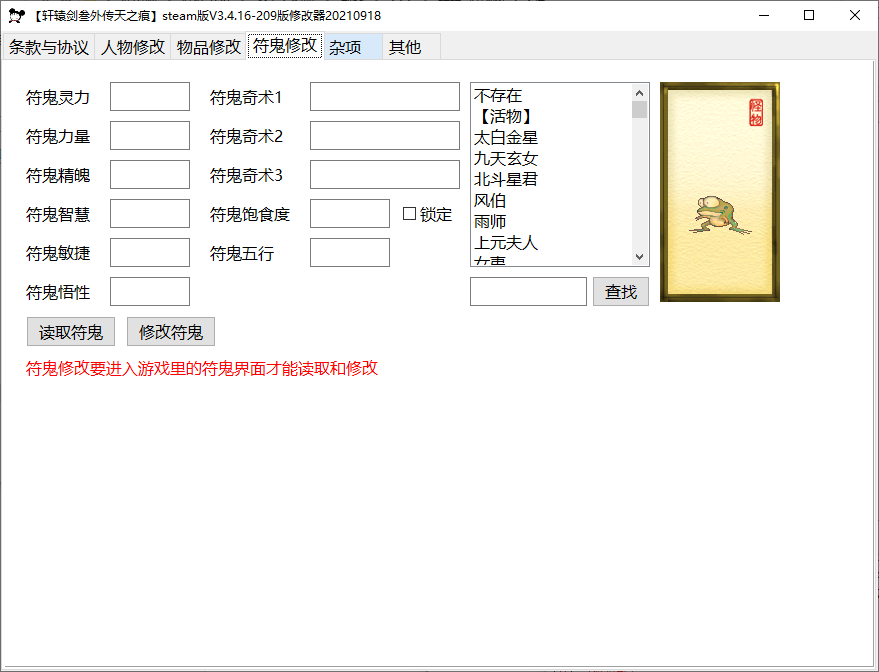 【轩辕剑叁外传天之痕】steam版V3.4.16-209版修改器20210918
条款与协议 人物修改 物品修改 符鬼修改 杂项 其他
符鬼灵力 符鬼奇术1
符鬼力量 符鬼奇术2
符鬼精魄 符鬼奇术3
符鬼智慧 符鬼饱食度 锁定
符鬼敏捷 符鬼五行
符鬼悟性
不存在
【活物】
太白金星
九天玄女
北斗星君
风伯
雨师
上元夫人
怪物
查找
读取符鬼 修改符鬼
符鬼修改要进入游戏里的符鬼界面才能读取和修改